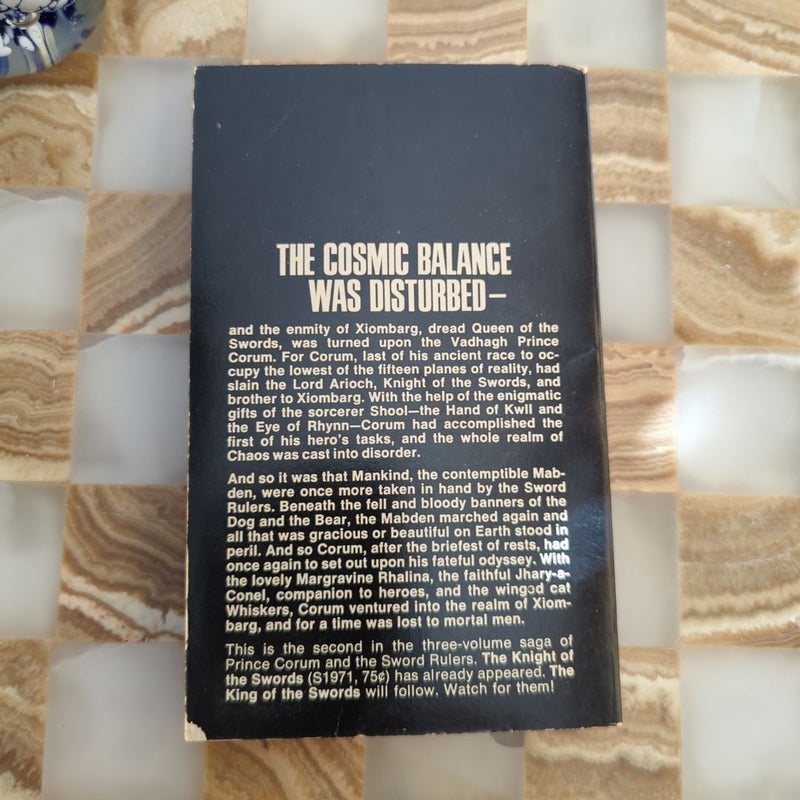 THE COSMIC BALANCE
WAS DISTURBED—
and the enmity of Xiombarg, dread Queen of the
Swords, was turned upon the Vadhagh Prince
Corum. For Corum, last of his ancient race to oc-
cupy the lowest of the fifteen planes of reality, had
slain the Lord Arioch, Knight of the Swords, and
brother to Xiombarg. With the help of the enigmatic
gifts of the sorcerer Shool—the Hand of Kwll and
the Eye of Rhynn—Corum had accomplished the
first of his hero's tasks, and the whole realm of
Chaos was cast into disorder.
And so it was that Mankind, the contemptible Mab-
den, were once more taken in hand by the Sword
Rulers. Beneath the fell and bloody banners of the
Dog and the Bear, the Mabden marched again and
all that was gracious or beautiful on Earth stood in
peril. And so Corum, after the briefest of rests, had
once again to set out upon his fateful odyssey. With
the lovely Margravine Rhalina, the faithful Jhary-a-
Conel, companion to heroes, and the winged cat
Whiskers, Corum ventured into the realm of Xiom-
barg, and for a time was lost to mortal men.
This is the second in the three-volume saga of
Prince Corum and the Sword Rulers. The Knight of
the Swords (S1971, 75¢) has already appeared. The
King of the Swords will follow. Watch for them!